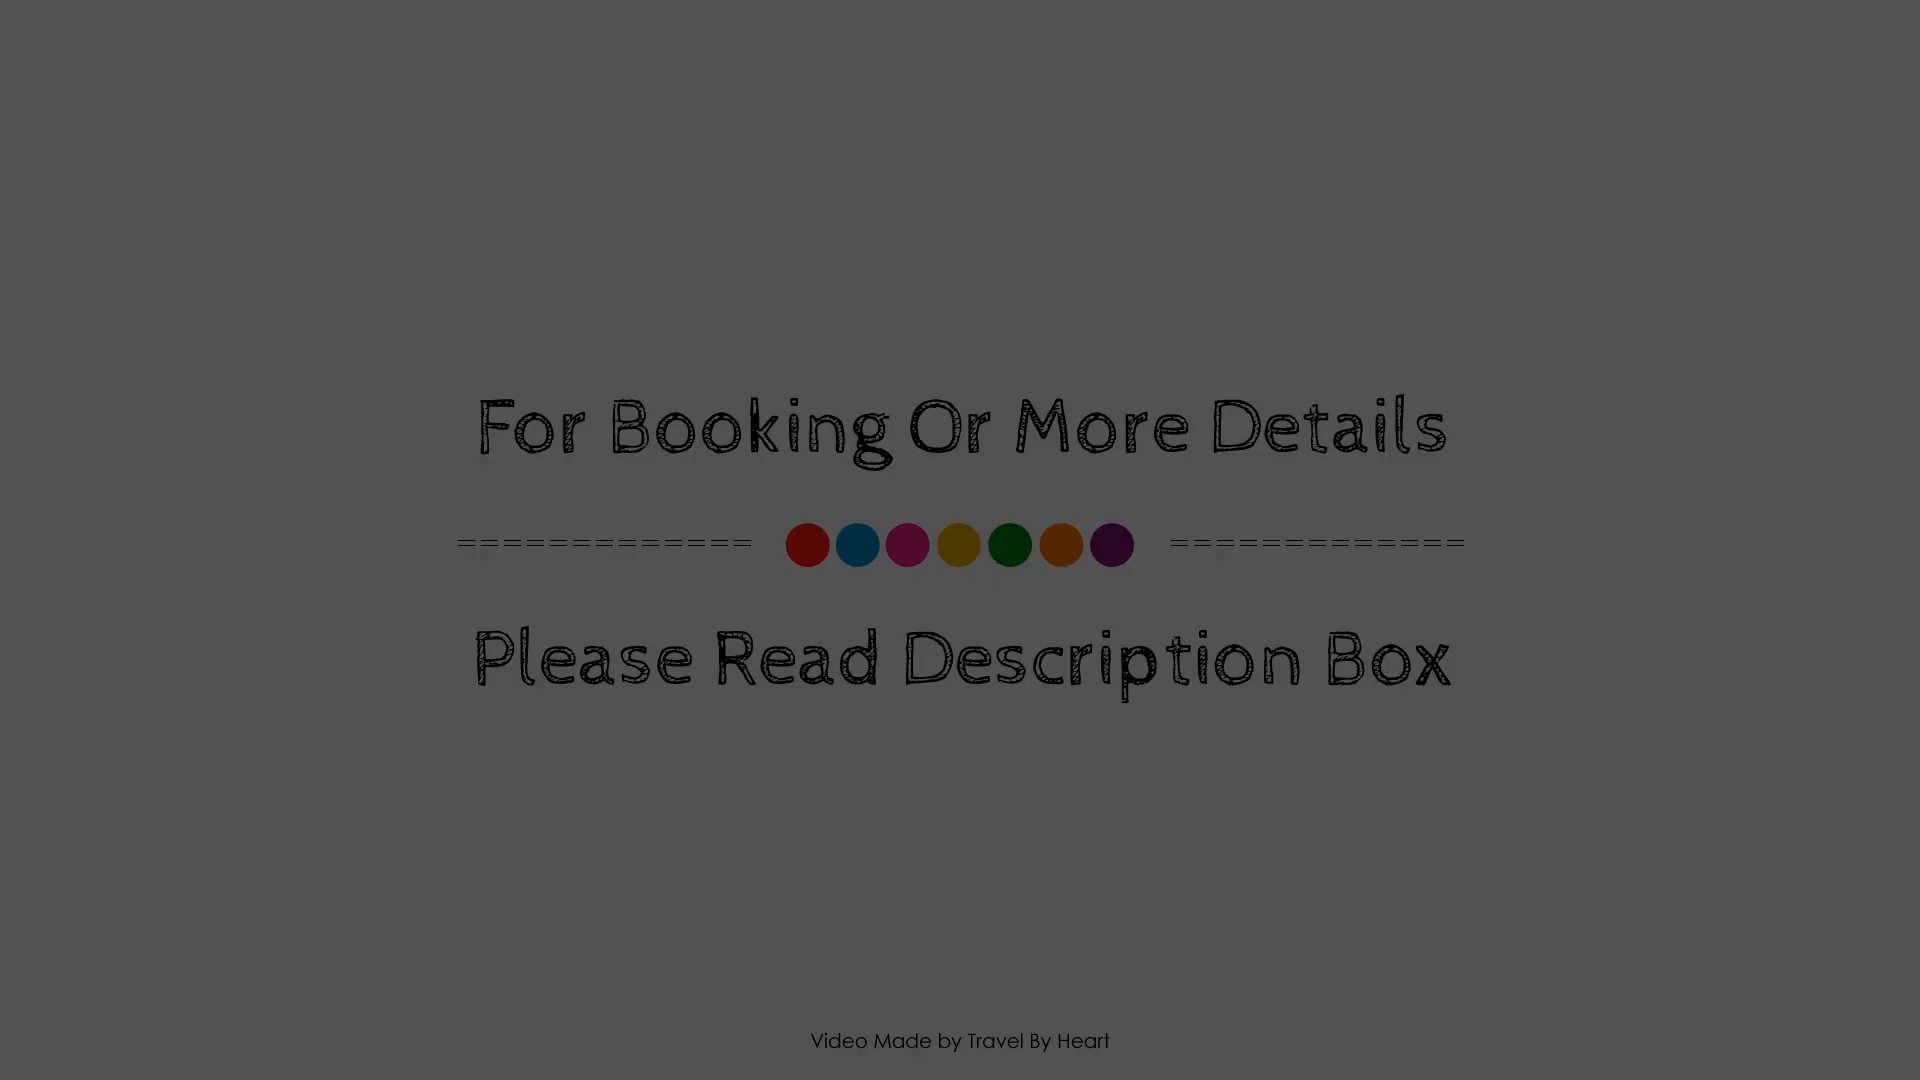 For Booking Or More Details
============= =============
Please Read Description Box
Video Made by Travel By Heart